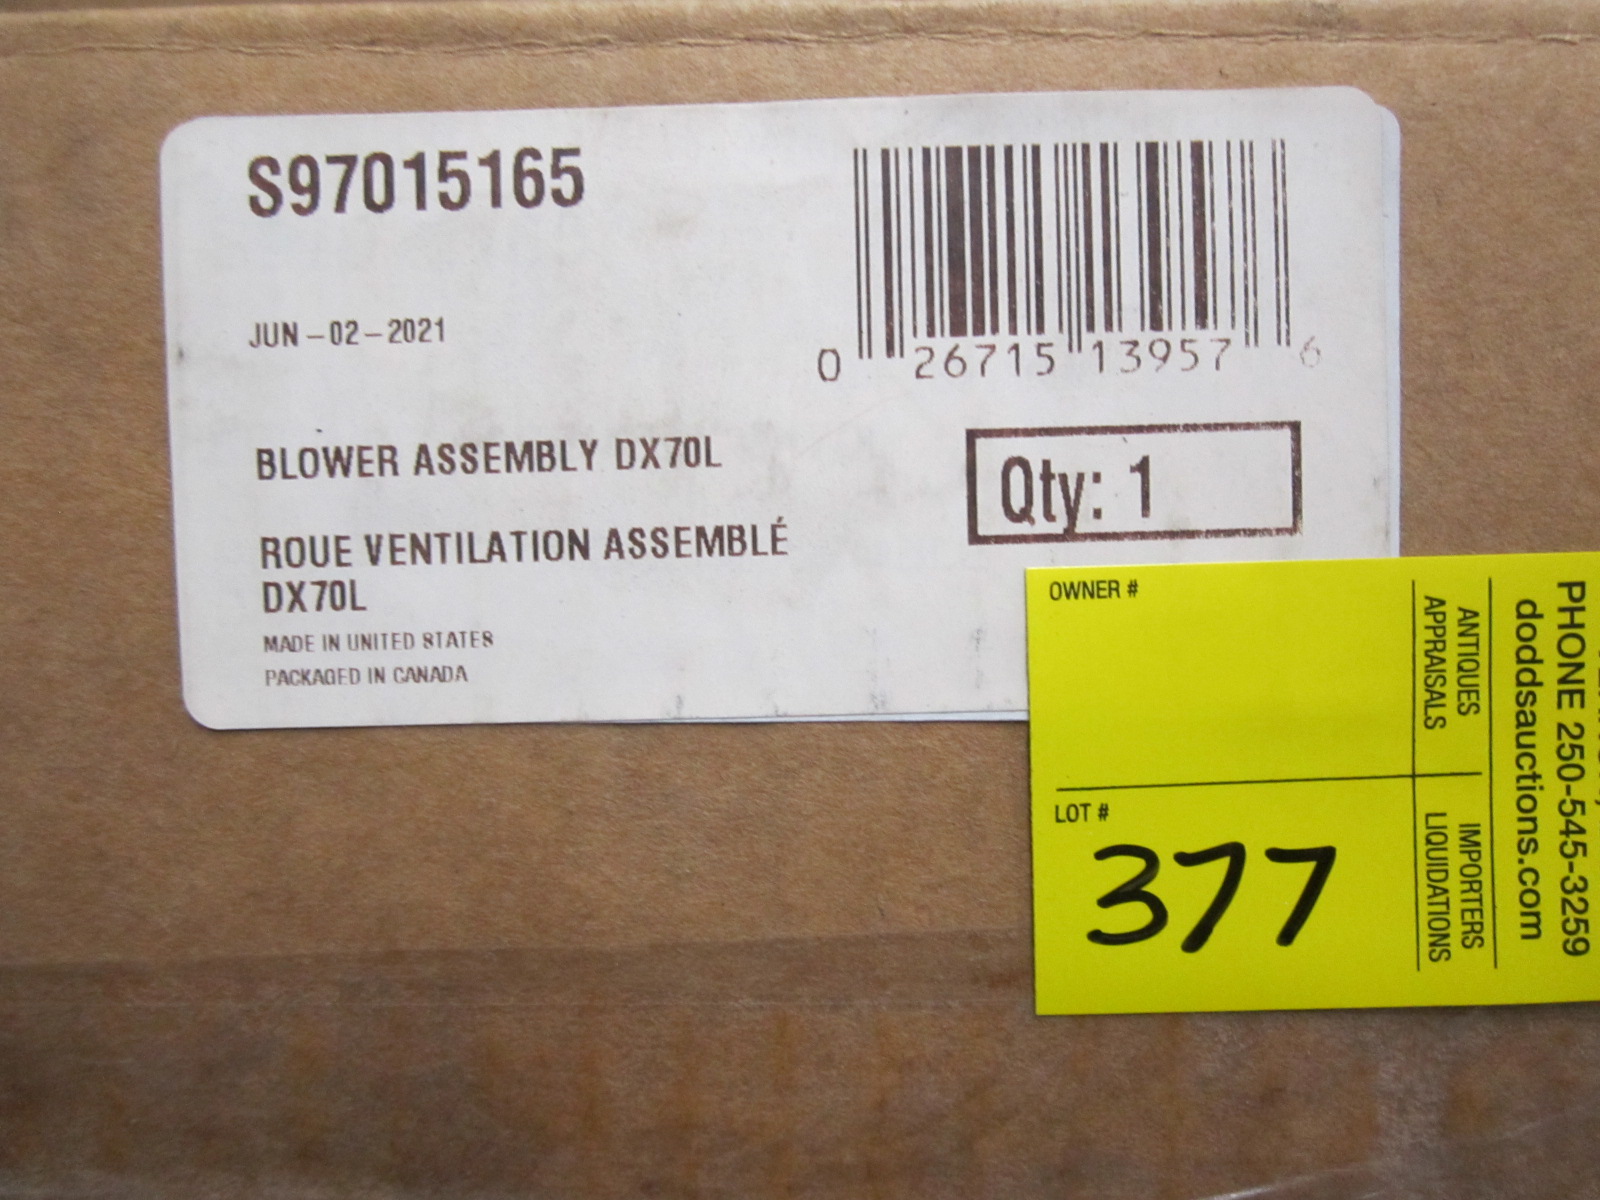 S97015165
JUN-02-2021
0 26715 13957 6
BLOWER ASSEMBLY DX70L
Qty: 1
ROUE VENTILATION ASSEMBLÉ
DX70L
MADE IN UNITED STATES
PACKAGED IN CANADA
OWNER #
LOT #
377
ANTIQUES
APPRAISALS
IMPORTERS
LIQUIDATIONS
PHONE 250-545-3259
doddsauctions.com